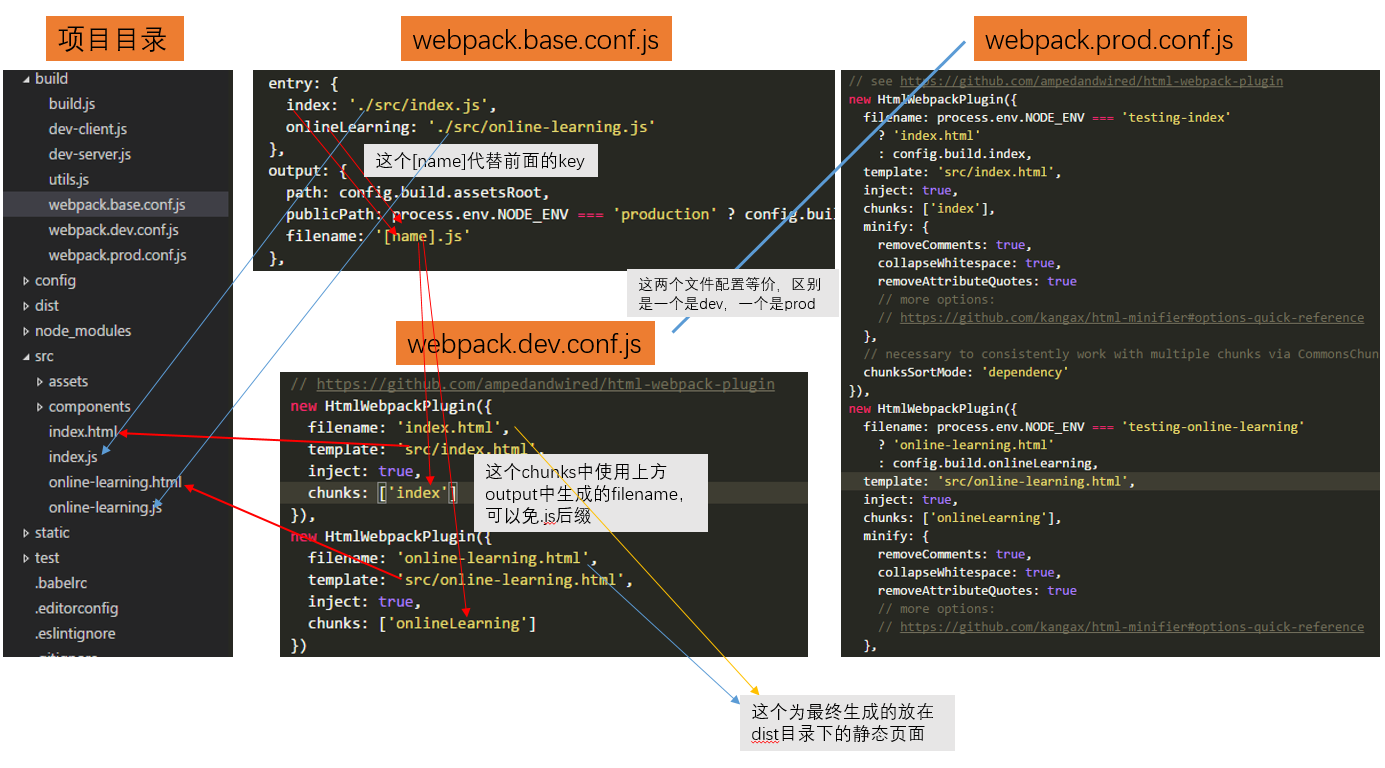 项目目录
build
build.js
dev-client.js
dev-server.js
utils.js
webpack.base.conf.js
webpack.dev.conf.js
webpack.prod.conf.js
config
dist
node_modules
src
assets
components
index.html
index.js
online-learning.html
online-learning.js
static
test
.babelrc
.editorconfig
.eslintignore
.gitignore
webpack.base.conf.js
entry: {
index: './src/index.js',
onlineLearning: './src/online-learning.js'
},
这个[name]代替前面的key
output: {
path: config.build.assetsRoot,
publicPath: process.env.NODE_ENV === 'production' ? config.buil
filename: '[name].js'
},
这两个文件配置等价，区别
是一个是dev，一个是prod
webpack.dev.conf.js
// https://github.com/ampedandwired/html-webpack-plugin
new HtmlWebpackPlugin({
filename: 'index.html',
template: 'src/index.html',
inject: true,
chunks: ['index']
}),
这个chunks中使用上方
output中生成的filename，
可以免.js后缀
new HtmlWebpackPlugin({
filename: 'online-learning.html',
template: 'src/online-learning.html',
inject: true,
chunks: ['onlineLearning']
})
这个为最终生成的放在
dist目录下的静态页面
webpack.prod.conf.js
// see https://github.com/ampedandwired/html-webpack-plugin
new HtmlWebpackPlugin({
filename: process.env.NODE_ENV === 'testing-index'
? 'index.html'
: config.build.index,
template: 'src/index.html',
inject: true,
chunks: ['index'],
minify: {
removeComments: true,
collapseWhitespace: true,
removeAttributeQuotes: true
// more options:
// https://github.com/kangax/html-minifier#options-quick-reference
},
// necessary to consistently work with multiple chunks via CommonsChun
chunksSortMode: 'dependency'
}),
new HtmlWebpackPlugin({
filename: process.env.NODE_ENV === 'testing-online-learning'
? 'online-learning.html'
: config.build.onlineLearning,
template: 'src/online-learning.html',
inject: true,
chunks: ['onlineLearning'],
minify: {
removeComments: true,
collapseWhitespace: true,
removeAttributeQuotes: true
// more options:
// https://github.com/kangax/html-minifier#options-quick-reference
},